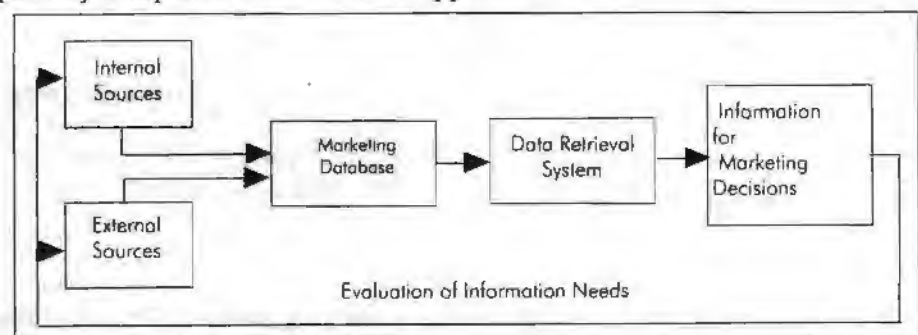 Internal
Sources
External
Sources
Marketing
Database
Data Retrieval
System
Information
for
Marketing
Decisions
Evaluation of Information Needs